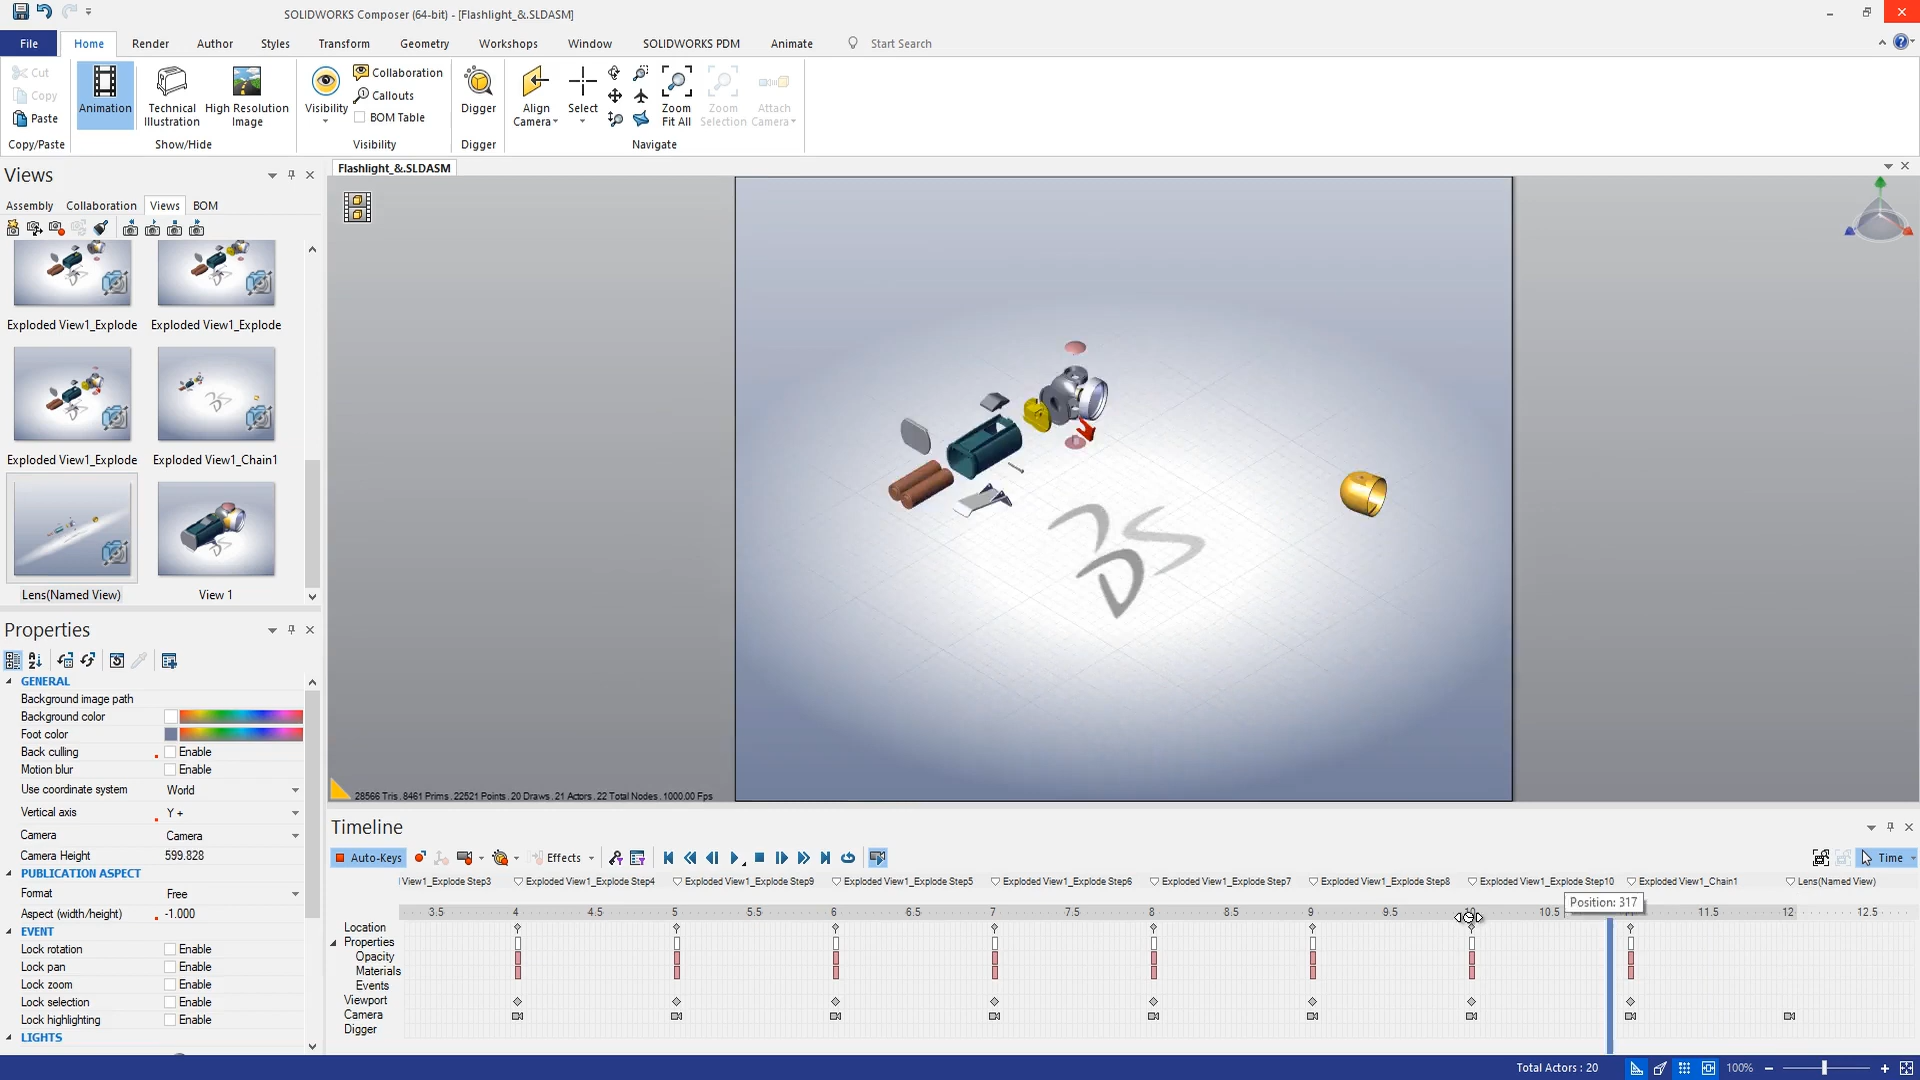 SOLIDWORKS Composer (64-bit) - [Flashlight_&.SLDASM]
File Home Render Author Styles Transform Geometry Workshops Window SOLIDWORKS PDM Animate Start Search
Cut
Copy
Paste
Copy/Paste
Animation
Technical Illustration
High Resolution Image
Show/Hide
Visibility
Collaboration
Callouts
BOM Table
Visibility
Digger
Digger
Align Camera
Select
Zoom Fit All
Zoom Selection
Attach Camera
Navigate
Views
Assembly Collaboration Views BOM
Exploded View1_Explode Exploded View1_Explode
Exploded View1_Explode Exploded View1_Chain1
Lens(Named View) View 1
Flashlight_&.SLDASM
28566 Tris, 8461 Prims, 22521 Points, 20 Draws, 21 Actors, 22 Total Nodes, 1000.00 Fps
Properties
GENERAL
Background image path
Background color
Foot color
Back culling Enable
Motion blur Enable
Use coordinate system World
Vertical axis Y +
Camera Camera
Camera Height 599.828
PUBLICATION ASPECT
Format Free
Aspect (width/height) -1.000
EVENT
Lock rotation Enable
Lock pan Enable
Lock zoom Enable
Lock selection Enable
Lock highlighting Enable
LIGHTS
Timeline
Auto-Keys Effects Time
View1_Explode Step3 Exploded View1_Explode Step4 Exploded View1_Explode Step9 Exploded View1_Explode Step5 Exploded View1_Explode Step6 Exploded View1_Explode Step7 Exploded View1_Explode Step8 Exploded View1_Explode Step10 Exploded View1_Chain1 Lens(Named View)
Position: 317
3.5 4 4.5 5 5.5 6 6.5 7 7.5 8 8.5 9 9.5 10 10.5 11.5 12 12.5
Location
Properties
Opacity
Materials
Events
Viewport
Camera
Digger
Total Actors : 20 100%